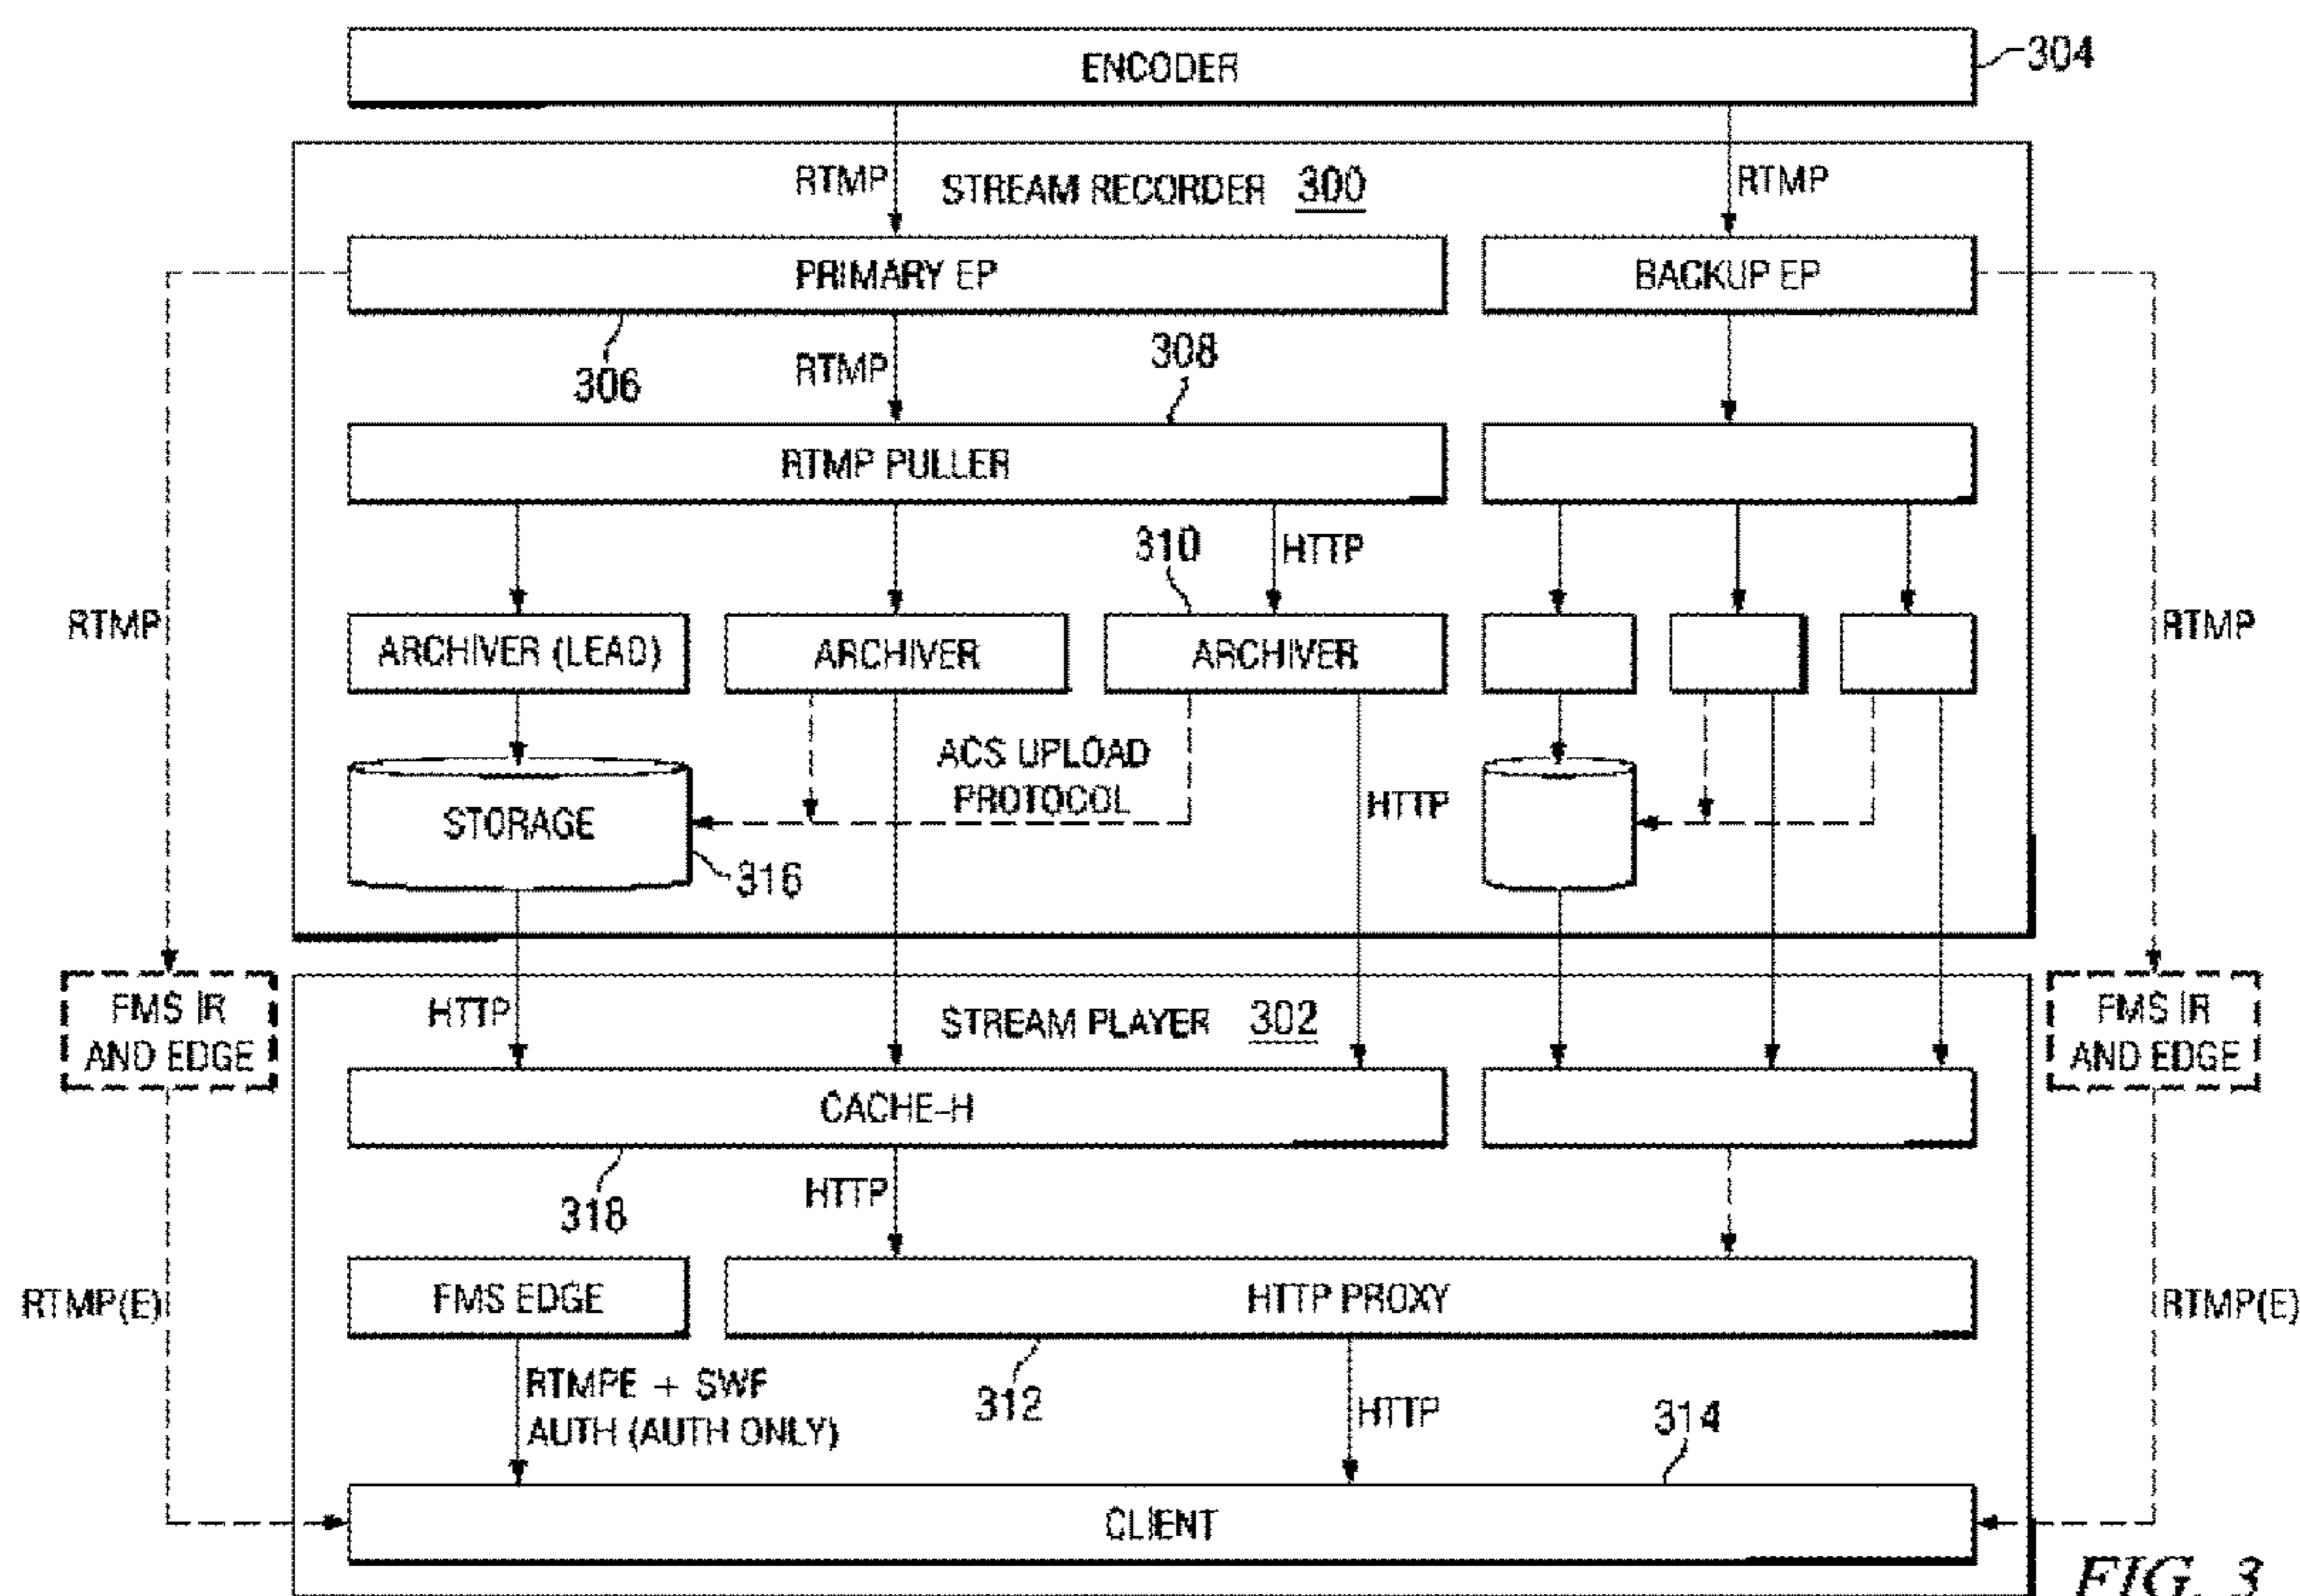 ENCODER
304
RTMP
STREAM RECORDER 300
RTMP
PRIMARY EP
BACKUP EP
306
RTMP
308
RTMP PULLER
310
HTTP
RTMP
ARCHIVER (LEAD)
ARCHIVER
ARCHIVER
RTMP
ACS UPLOAD
PROTOCOL
STORAGE
HTTP
316
FMS IR
AND EDGE
HTTP
STREAM PLAYER 302
FMS IR
AND EDGE
CACHE-H
318
HTTP
RTMP(E)
FMS EDGE
HTTP PROXY
RTMP(E)
RTMPE + SWF
AUTH (AUTH ONLY)
312
HTTP
314
CLIENT
FIG. 3